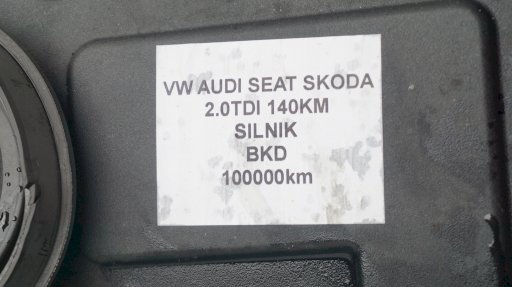 VW AUDI SEAT SKODA
2.0TDI 140KM
SILNIK
BKD
100000km